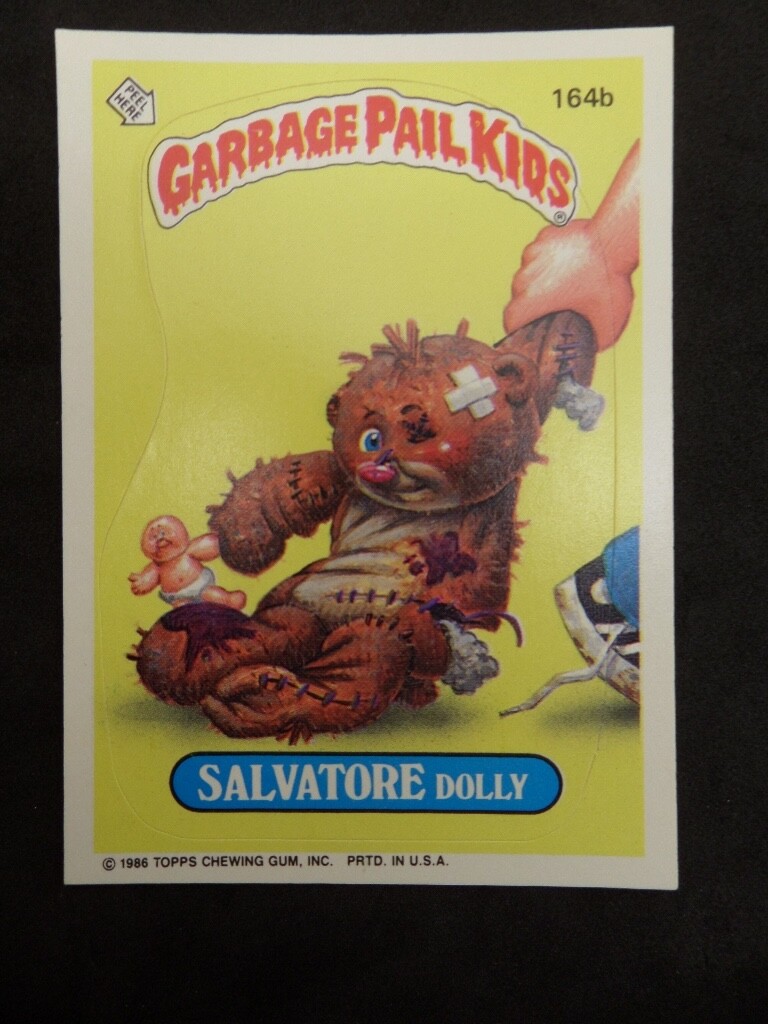 PEEL
HERE
164b
GARBAGE PAIL KIDS
®
SALVATORE DOLLY
© 1986 TOPPS CHEWING GUM, INC. PRTD. IN U.S.A.